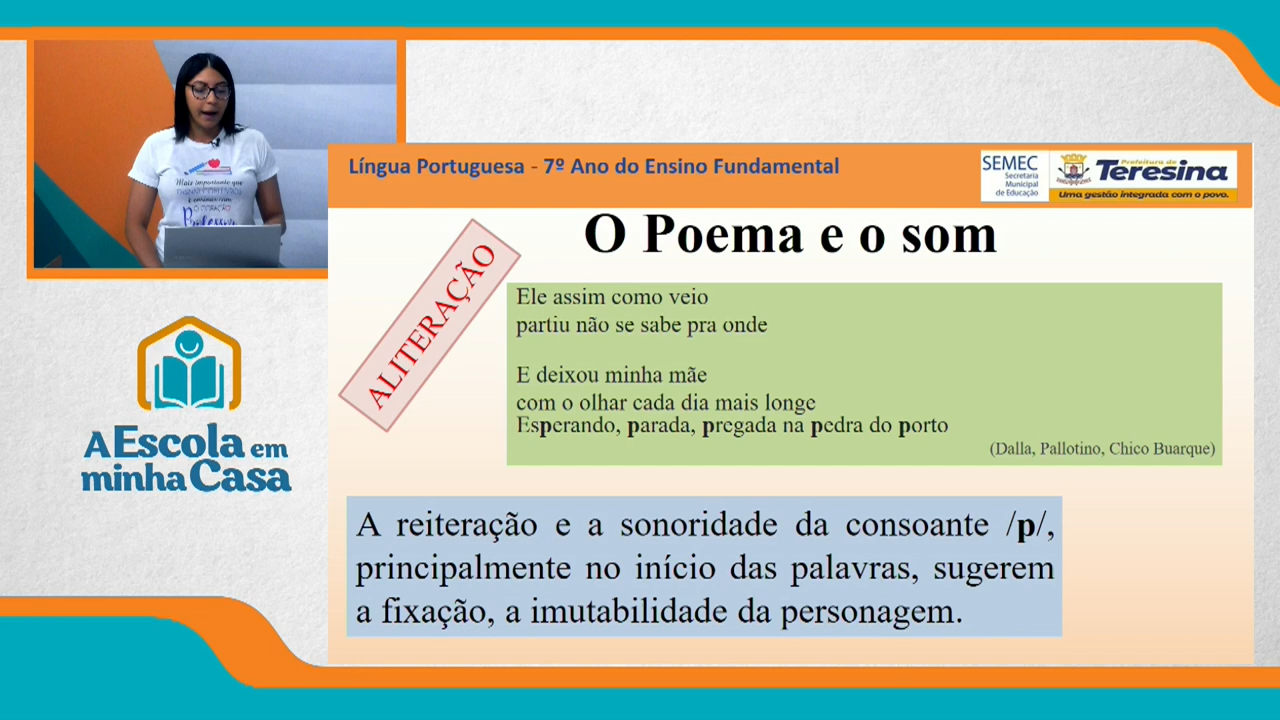 Mais importante que
Língua Portuguesa - 7º Ano do Ensino Fundamental
SEMEC
Secretaria
Municipal
de Educação
Prefeitura de
Teresina
Uma gestão integrada com o povo.
O Poema e o som
ALITERAÇÃO
Ele assim como veio
partiu não se sabe pra onde
E deixou minha mãe
com o olhar cada dia mais longe
Esperando, parada, pregada na pedra do porto
(Dalla, Pallotino, Chico Buarque)
A Escola em
minha Casa
A reiteração e a sonoridade da consoante /p/,
principalmente no início das palavras, sugerem
a fixação, a imutabilidade da personagem.